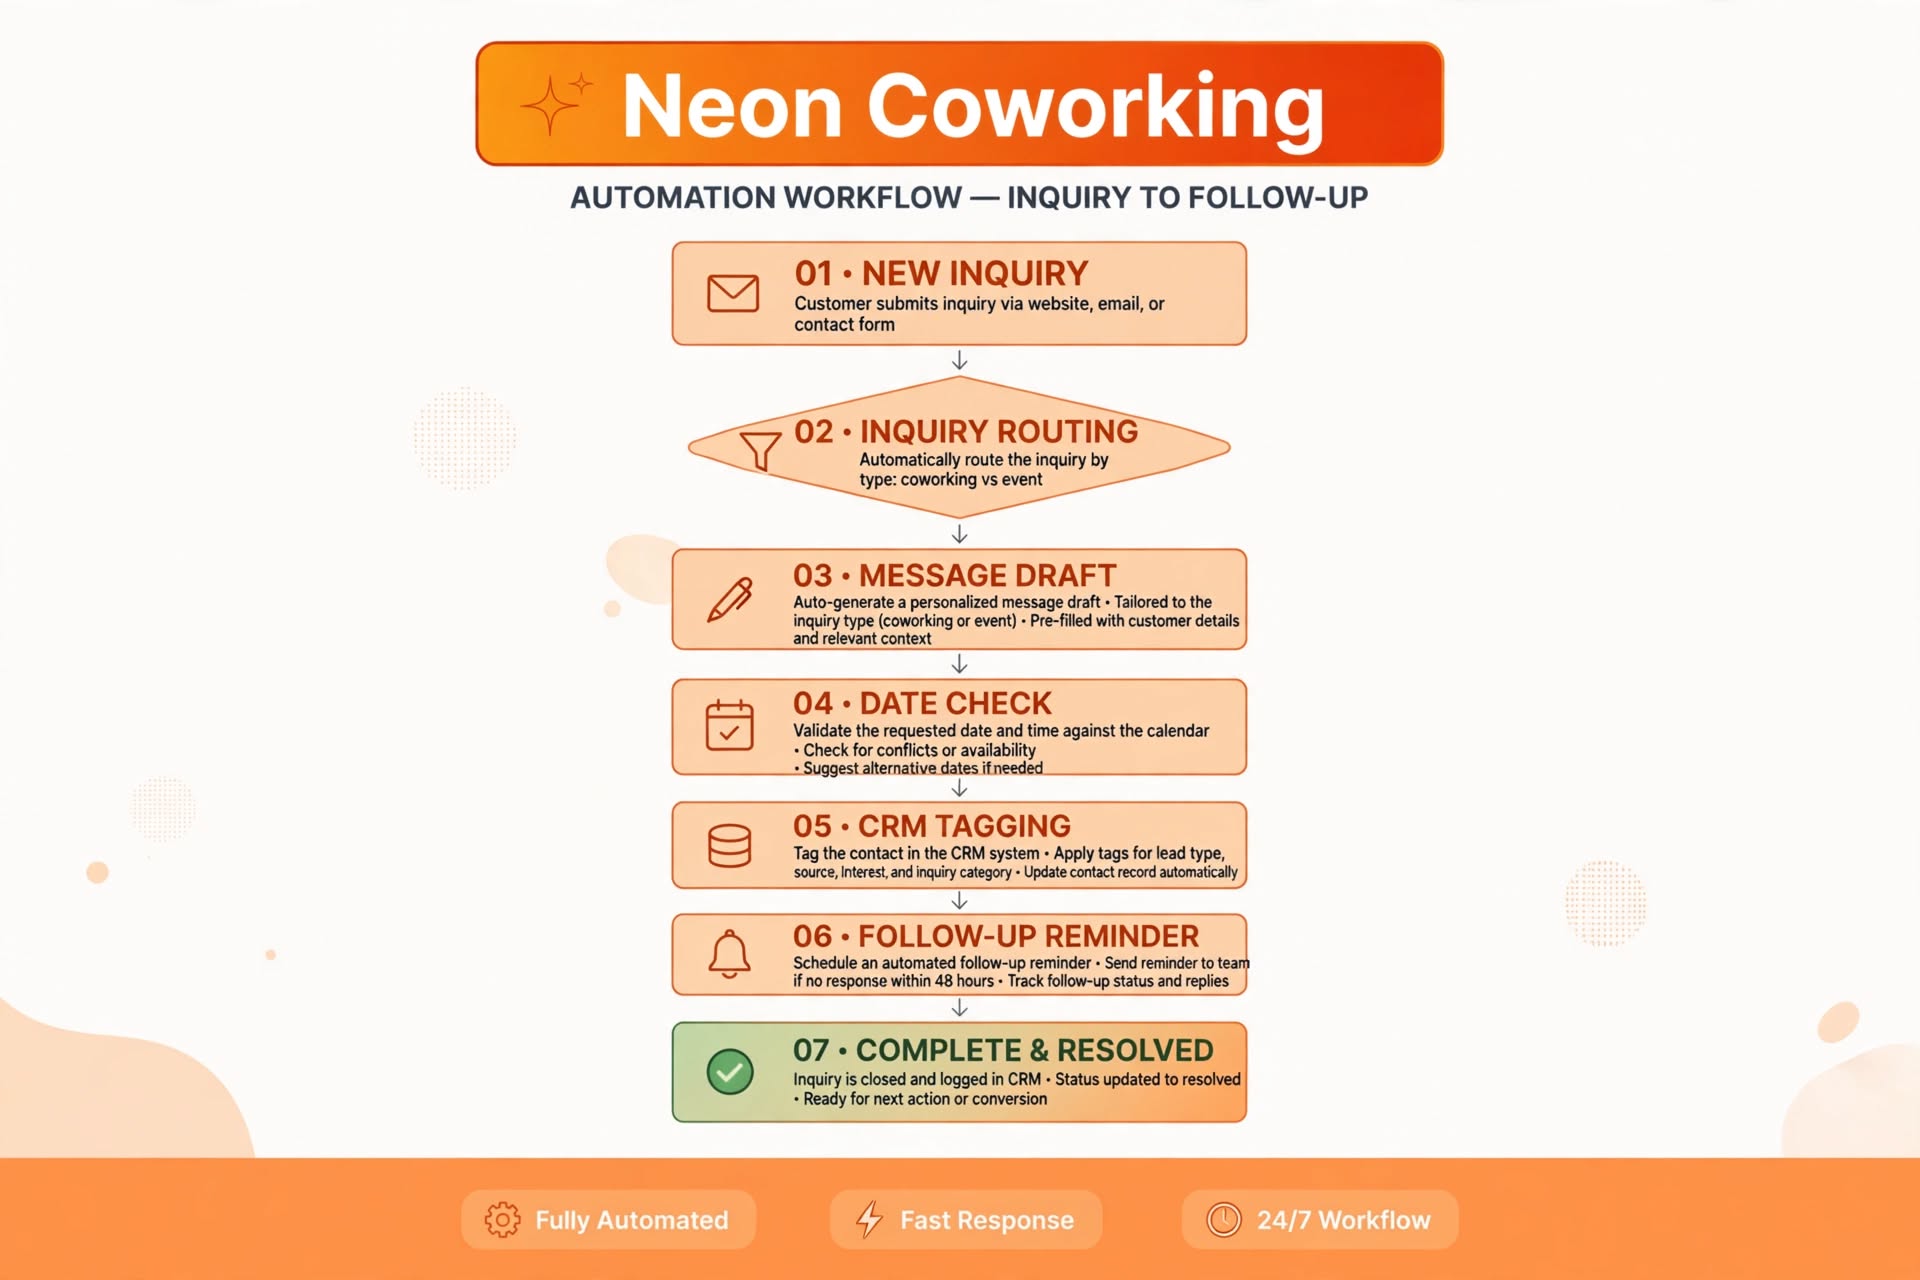 Neon Coworking
AUTOMATION WORKFLOW — INQUIRY TO FOLLOW-UP
01 • NEW INQUIRY
Customer submits inquiry via website, email, or
contact form
02 • INQUIRY ROUTING
Automatically route the inquiry by
type: coworking vs event
03 • MESSAGE DRAFT
Auto-generate a personalized message draft • Tailored to the
inquiry type (coworking or event) • Pre-filled with customer details
and relevant context
04 • DATE CHECK
Validate the requested date and time against the calendar
• Check for conflicts or availability
• Suggest alternative dates if needed
05 • CRM TAGGING
Tag the contact in the CRM system • Apply tags for lead type,
source, Interest, and inquiry category • Update contact record automatically
06 • FOLLOW-UP REMINDER
Schedule an automated follow-up reminder • Send reminder to team
if no response within 48 hours • Track follow-up status and replies
07 • COMPLETE & RESOLVED
Inquiry is closed and logged in CRM • Status updated to resolved
• Ready for next action or conversion
Fully Automated
Fast Response
24/7 Workflow